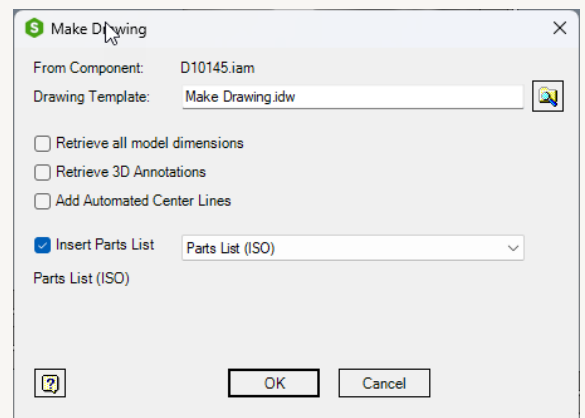 S Make Drawing
From Component: D10145.iam
Drawing Template: Make Drawing.idw
Retrieve all model dimensions
Retrieve 3D Annotations
Add Automated Center Lines
Insert Parts List Parts List (ISO)
Parts List (ISO)
? OK Cancel